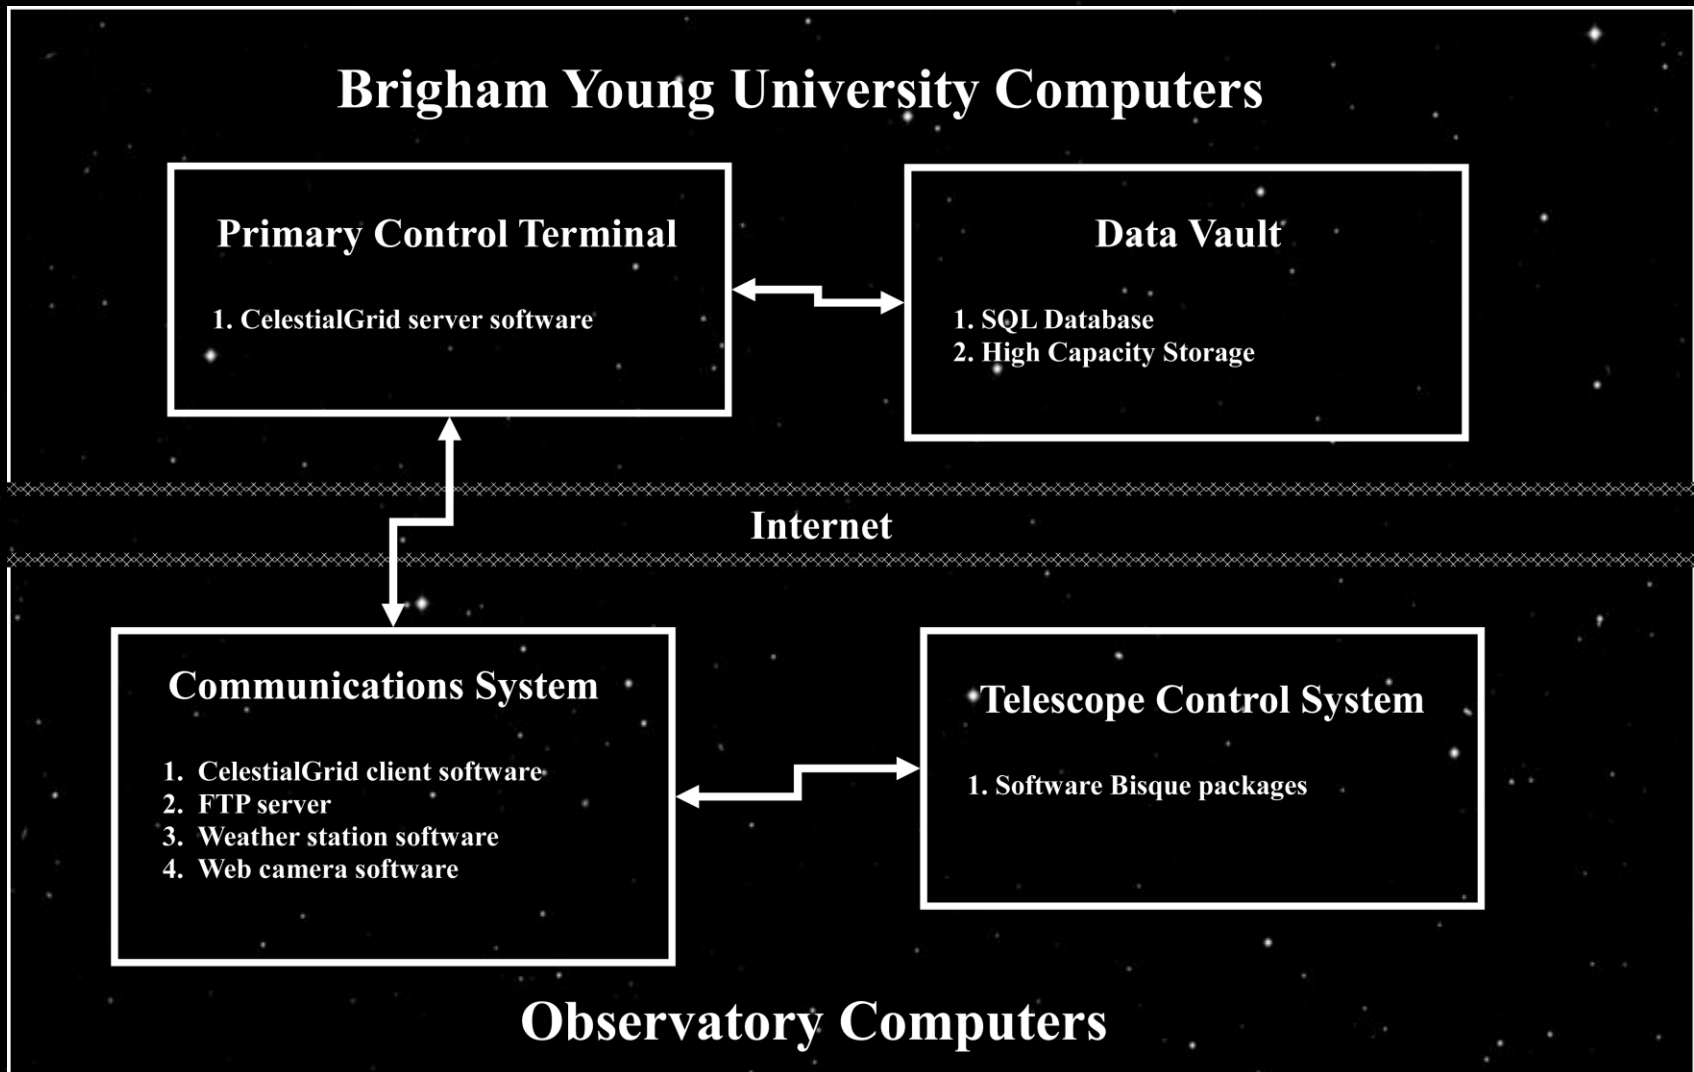 Brigham Young University Computers
Primary Control Terminal
1. CelestialGrid server software
Data Vault
1. SQL Database
2. High Capacity Storage
Internet
Communications System
1. CelestialGrid client software
2. FTP server
3. Weather station software
4. Web camera software
Telescope Control System
1. Software Bisque packages
Observatory Computers